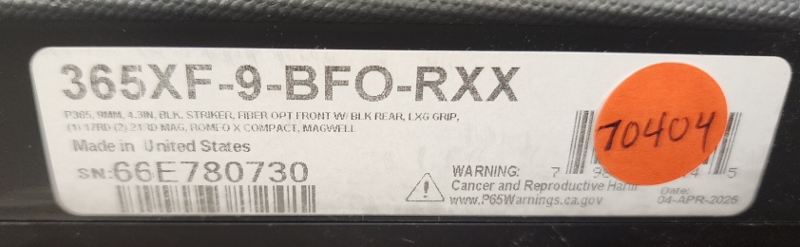 365XF-9-BFO-RXX
P365, 9MM, 4.3IN, BLK, STRIKER, FIBER OPT FRONT W/ BLK REAR, LXG GRIP,
(1) 17RD (2) 21RD MAG, ROMEO X COMPACT, MAGWELL
Made in United States
SN:66E780730
70404
WARNING:
Cancer and Reproductive Harm
www.P65Warnings.ca.gov
Date:
04-APR-2025